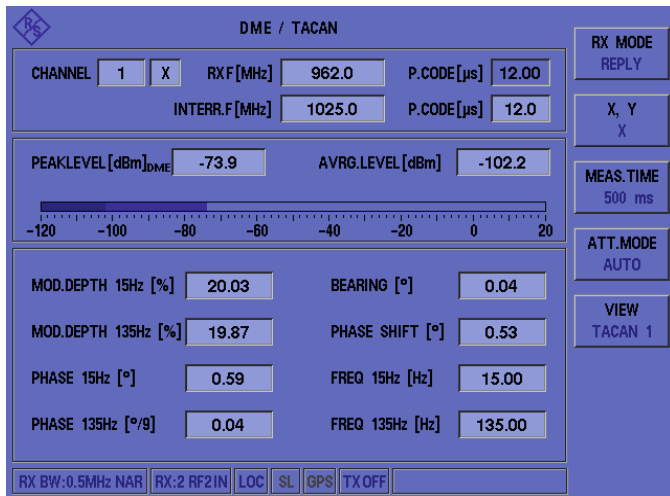 R&S DME / TACAN
CHANNEL 1 X RXF[MHz] 962.0 P.CODE[µs] 12.00
INTERR.F[MHz] 1025.0 P.CODE[µs] 12.0
PEAKLEVEL[dBm]DME -73.9 AVRG.LEVEL[dBm] -102.2
-120 -100 -80 -60 -40 -20 0 20
MOD.DEPTH 15Hz [%] 20.03 BEARING [°] 0.04
MOD.DEPTH 135Hz [%] 19.87 PHASE SHIFT [°] 0.53
PHASE 15Hz [°] 0.59 FREQ 15Hz [Hz] 15.00
PHASE 135Hz [°/9] 0.04 FREQ 135Hz [Hz] 135.00
RX BW:0.5MHz NAR RX:2 RF2IN LOC SL GPS TX OFF
RX MODE
REPLY
X, Y
X
MEAS.TIME
500 ms
ATT.MODE
AUTO
VIEW
TACAN 1